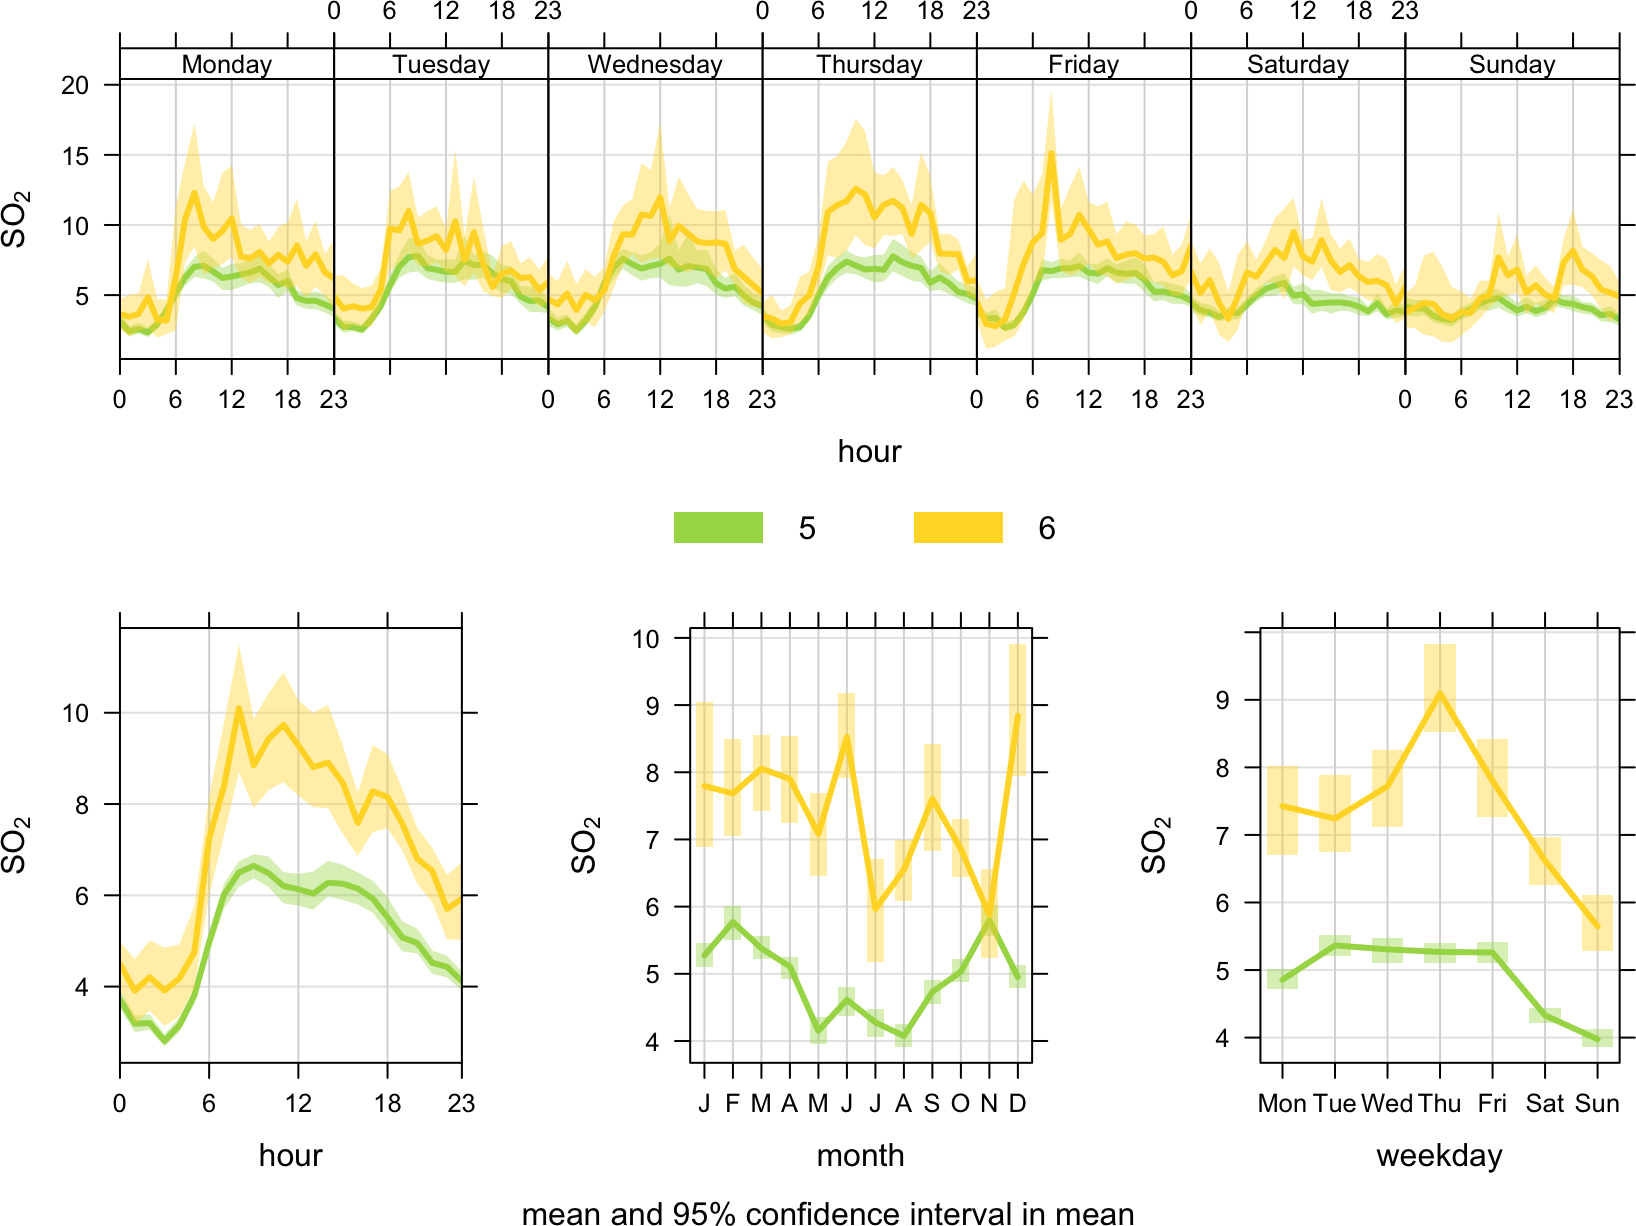 0 6 12 18 23 0 6 12 18 23 0 6 12 18 23
Monday Tuesday Wednesday Thursday Friday Saturday Sunday
20
15
10
5
SO2
0 6 12 18 23 0 6 12 18 23 0 6 12 18 23 0 6 12 18 23
hour
5 6
10
8
6
4
SO2
0 6 12 18 23
hour
10
9
8
7
6
5
4
SO2
J F M A M J J A S O N D
month
9
8
7
6
5
4
SO2
Mon Tue Wed Thu Fri Sat Sun
weekday
mean and 95% confidence interval in mean